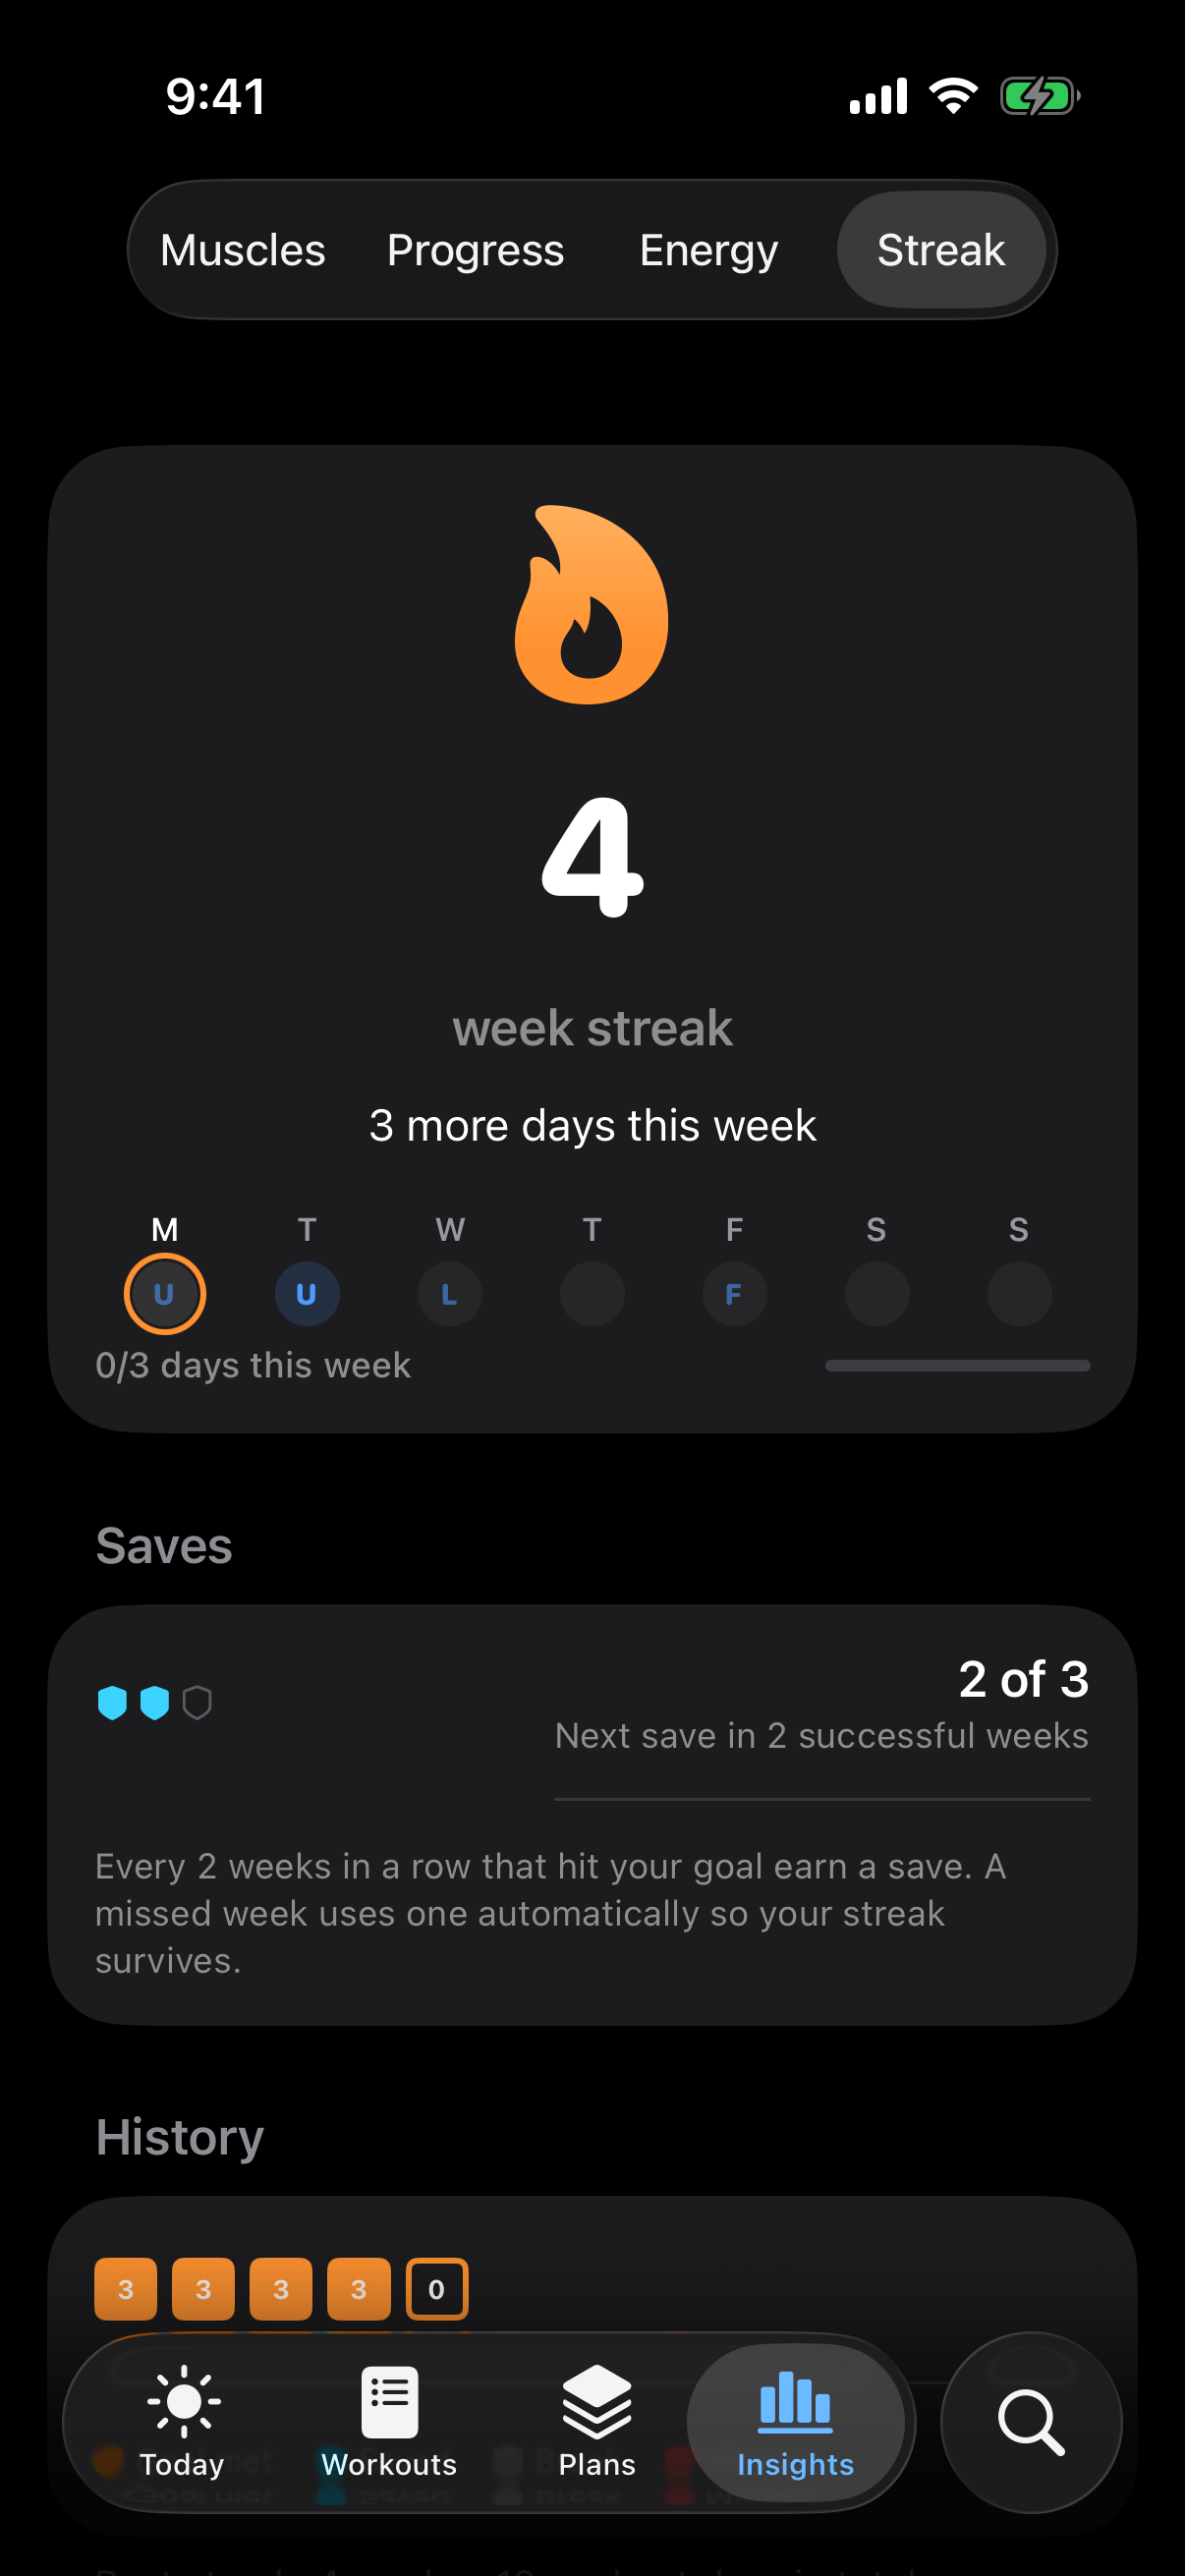 9:41
Muscles Progress Energy Streak
4
week streak
3 more days this week
M T W T F S S
U U L F
0/3 days this week
Saves
2 of 3
Next save in 2 successful weeks
Every 2 weeks in a row that hit your goal earn a save. A
missed week uses one automatically so your streak
survives.
History
3 3 3 3 0
Today Workouts Plans Insights